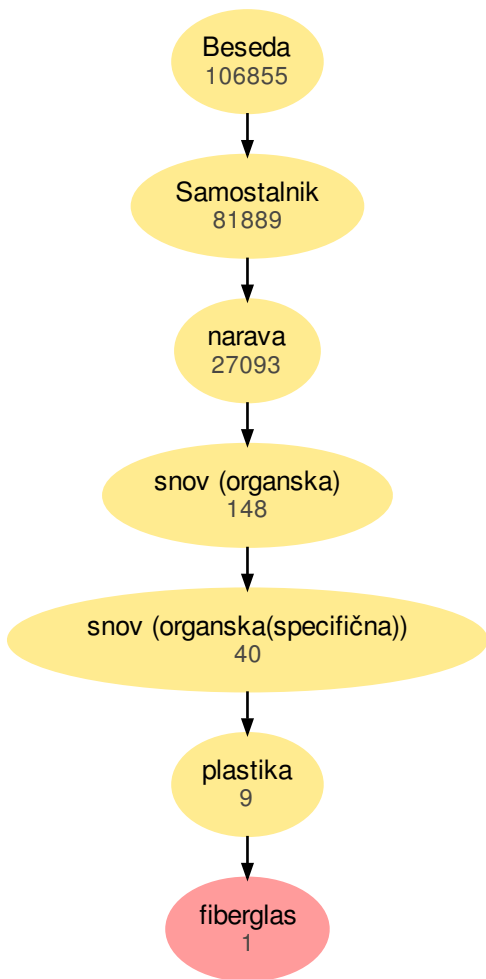 Beseda
106855
Samostalnik
81889
narava
27093
snov (organska)
148
snov (organska(specifična))
40
plastika
9
fiberglas
1